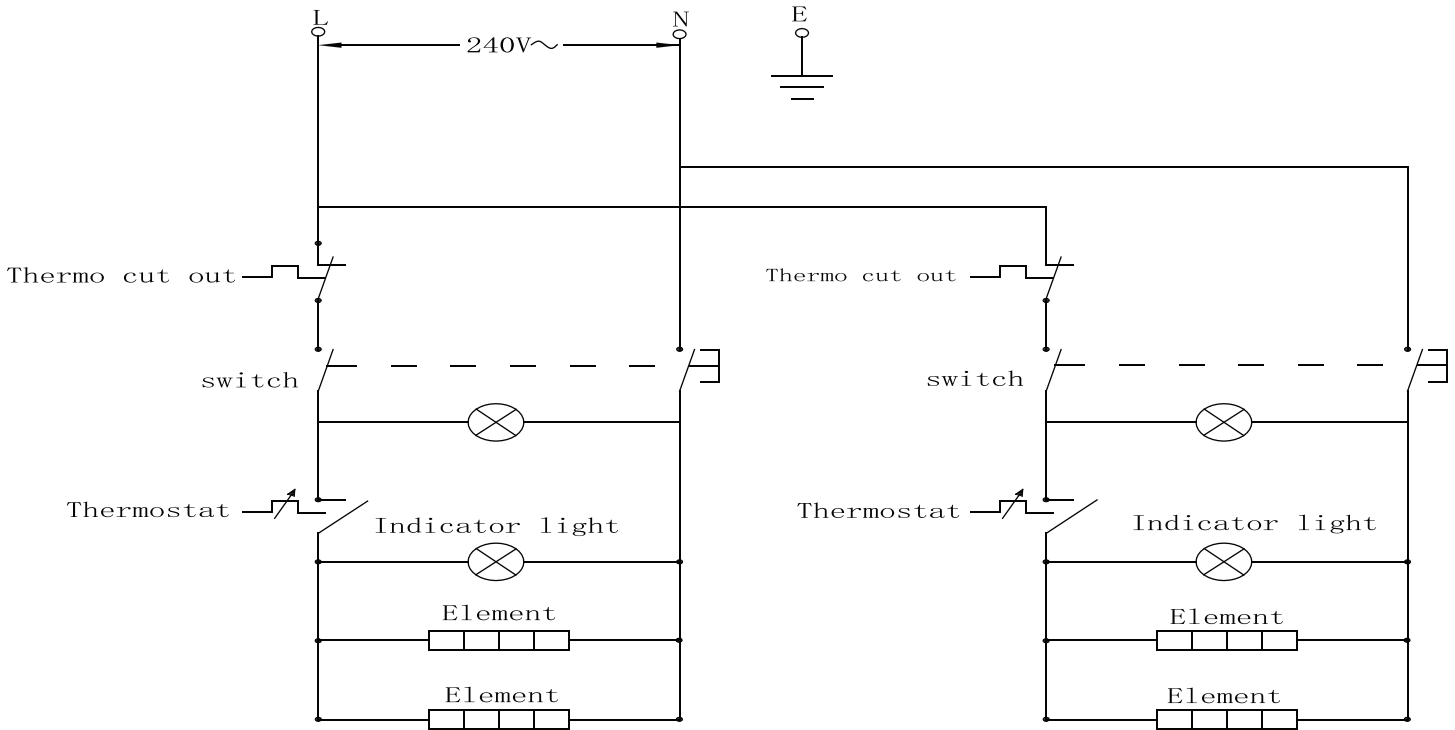 L
N
E
240V~
Thermo cut out
Thermo cut out
switch
switch
Thermostat
Indicator light
Thermostat
Indicator light
Element
Element
Element
Element